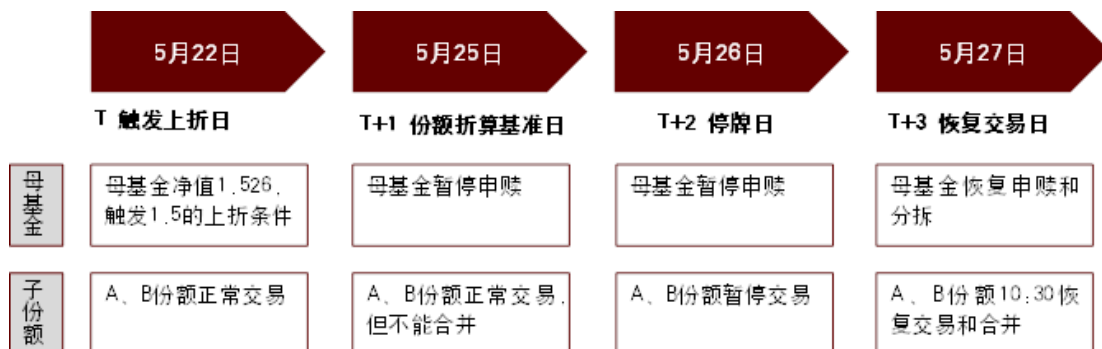 5月22日
5月25日
5月26日
5月27日
T 触发上折日
T+1 份额折算基准日
T+2 停牌日
T+3 恢复交易日
母基金
母基金净值1.526,
触发1.5的上折条件
母基金暂停申赎
母基金暂停申赎
母基金恢复申赎和
分拆
子份额
A、B份额正常交易
A、B份额正常交易,
但不能合并
A、B份额暂停交易
A、B份额10:30恢
复交易和合并